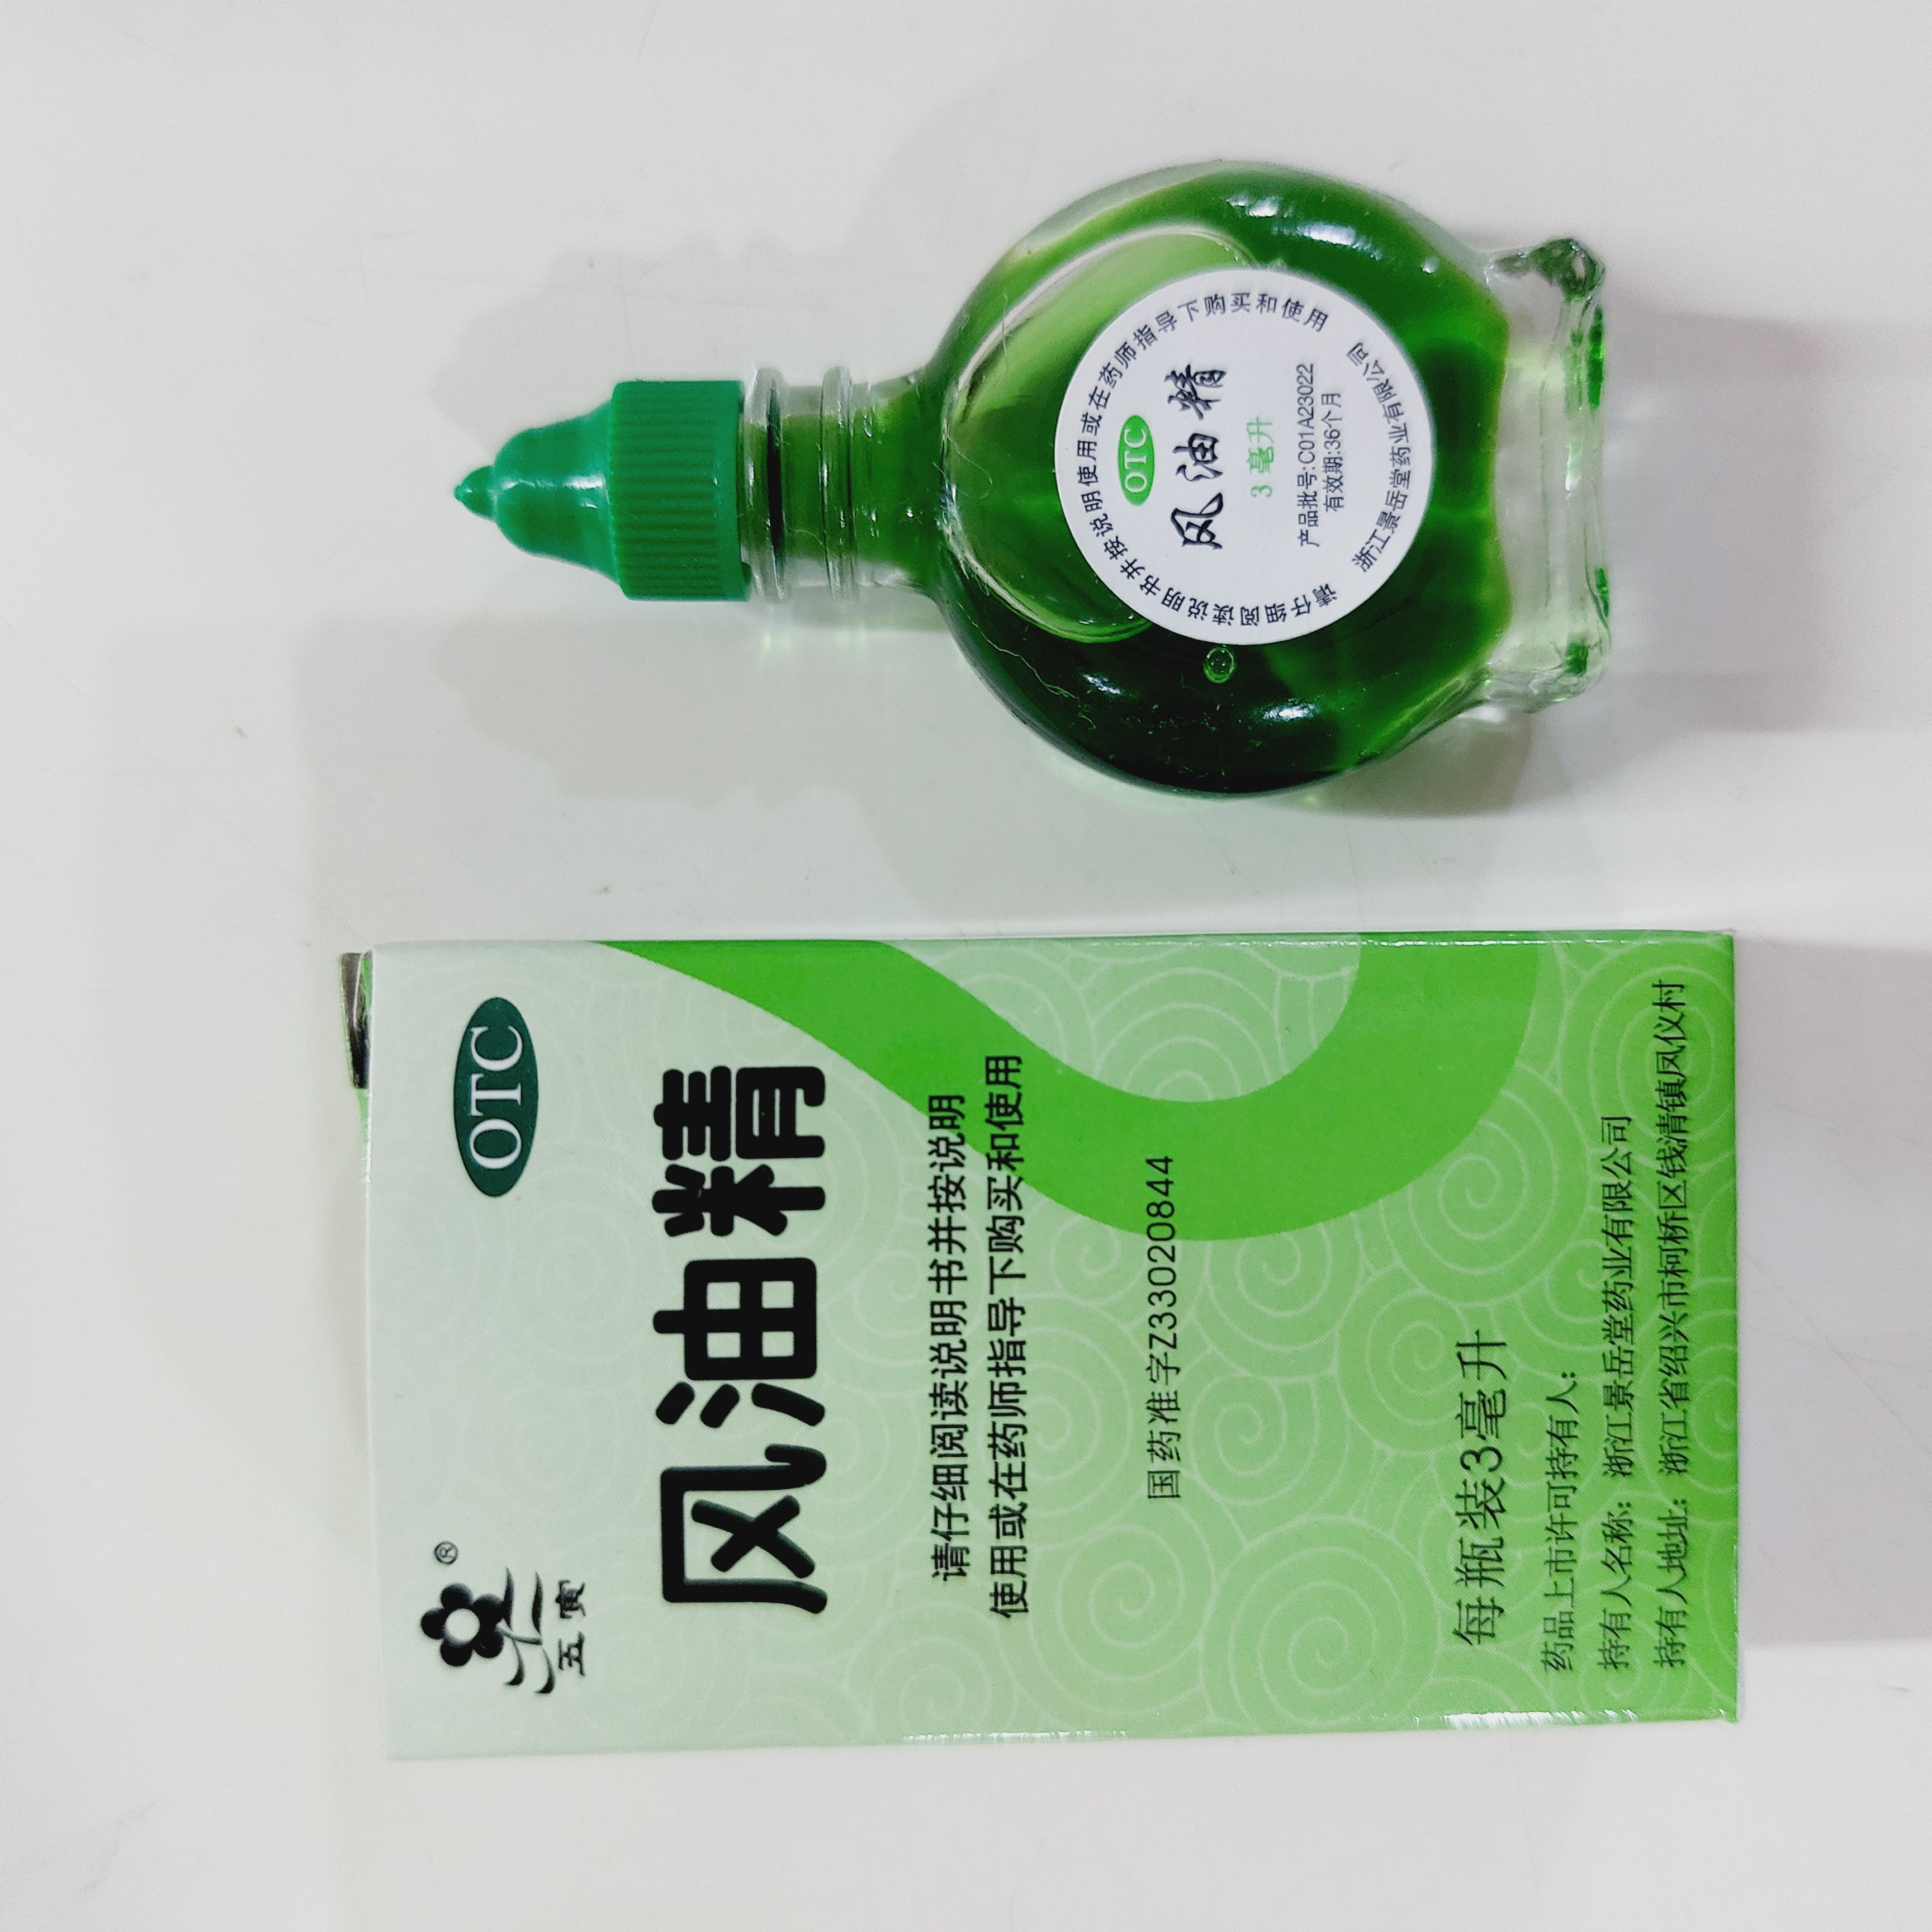 请仔细阅读说明书并按说明使用或在药师指导下购买和使用
OTC
风油精
3毫升
产品批号:C01A23022
有效期:36个月
浙江景岳堂药业有限公司
®
五寅
OTC
风油精
请仔细阅读说明书并按说明
使用或在药师指导下购买和使用
国药准字Z33020844
每瓶装3毫升
药品上市许可持有人:
持有人名称: 浙江景岳堂药业有限公司
持有人地址: 浙江省绍兴市柯桥区钱清镇凤仪村